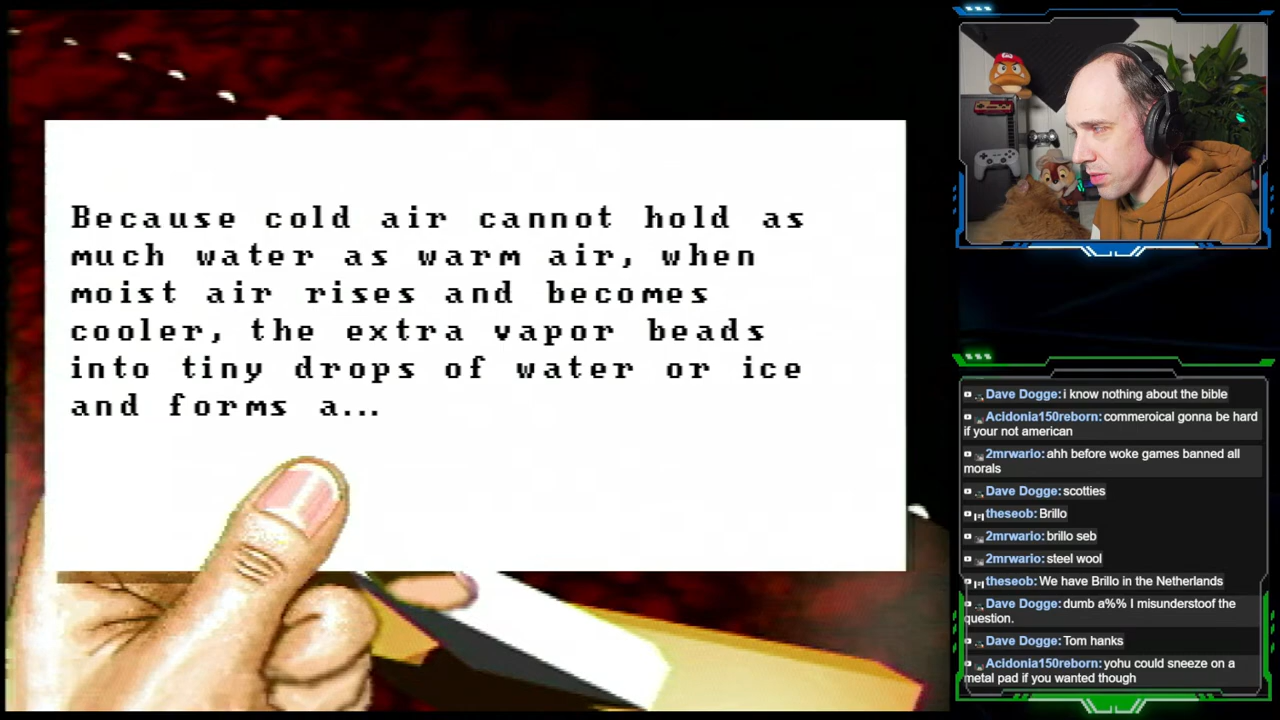 Because cold air cannot hold as
much water as warm air, when
moist air rises and becomes
cooler, the extra vapor beads
into tiny drops of water or ice
and forms a...
Dave Dogge: i know nothing about the bible
Acidonia150reborn: commeroical gonna be hard
if your not american
2mrwario: ahh before woke games banned all
morals
Dave Dogge: scotties
theseob: Brillo
2mrwario: brillo seb
2mrwario: steel wool
theseob: We have Brillo in the Netherlands
Dave Dogge: dumb a%% I misunderstoof the
question.
Dave Dogge: Tom hanks
Acidonia150reborn: yohu could sneeze on a
metal pad if you wanted though